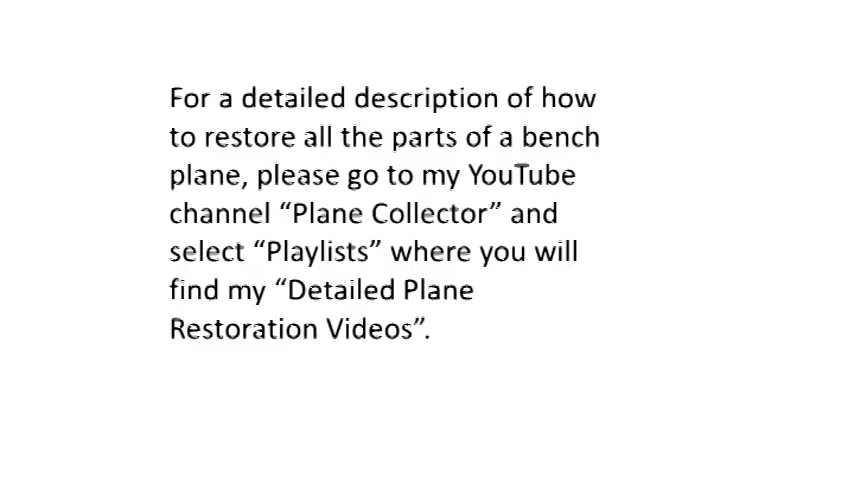 For a detailed description of how
to restore all the parts of a bench
plane, please go to my YouTube
channel “Plane Collector” and
select “Playlists” where you will
find my “Detailed Plane
Restoration Videos”.